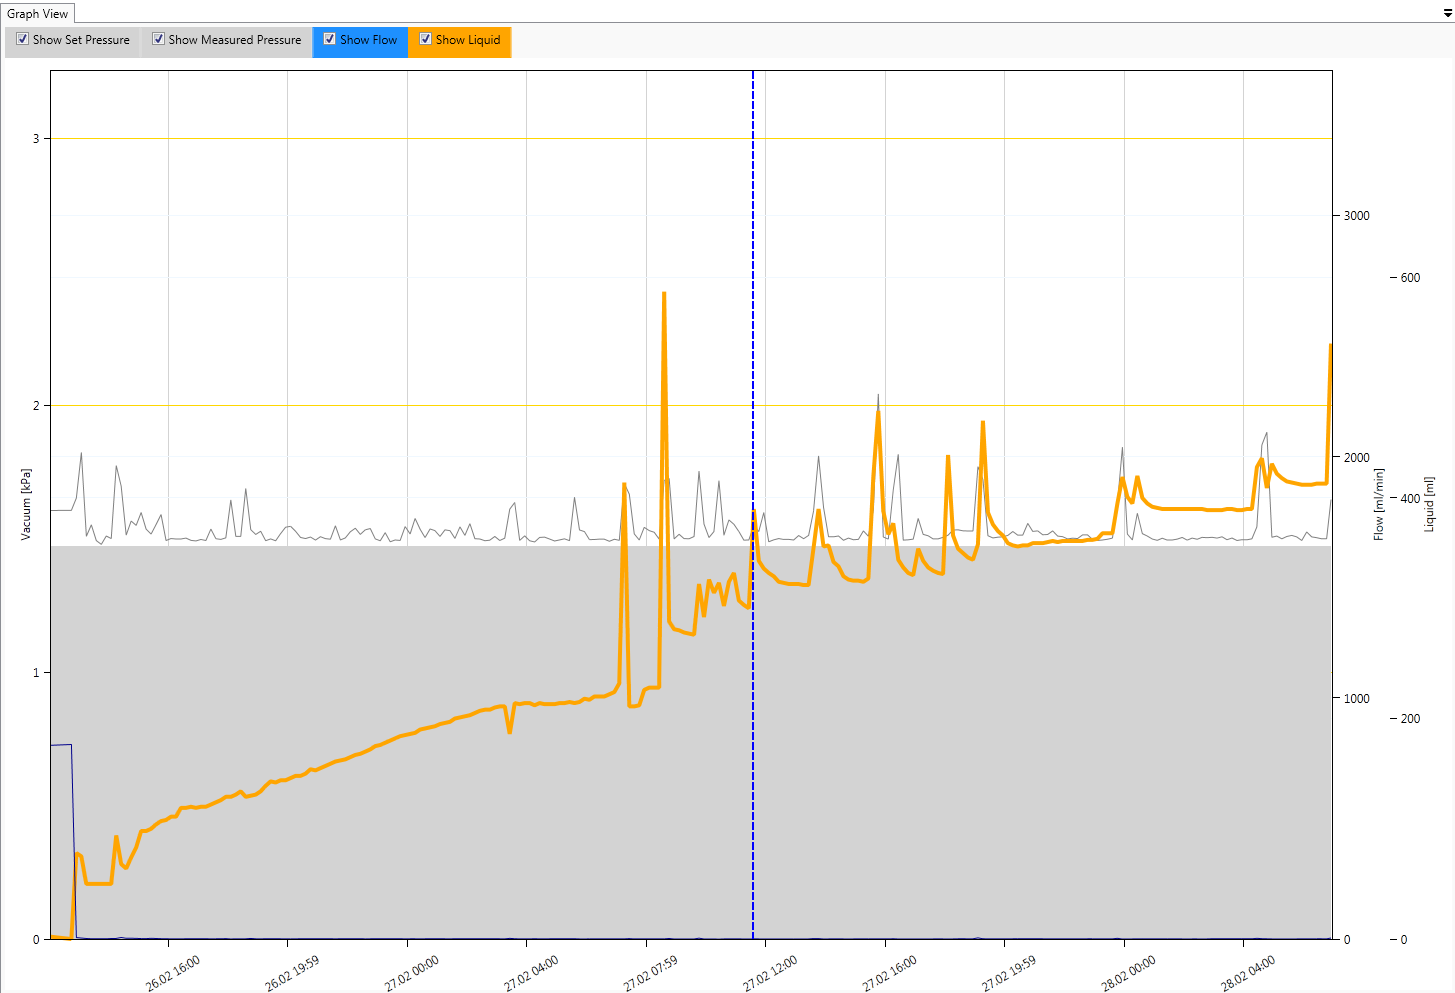 Graph View
Show Set Pressure
Show Measured Pressure
Show Flow
Show Liquid
3
2
1
0
Vacuum [kPa]
3000
2000
1000
0
Flow [ml/min]
600
400
200
0
Liquid [ml]
26.02 16:00
26.02 19:59
27.02 00:00
27.02 04:00
27.02 07:59
27.02 12:00
27.02 16:00
27.02 19:59
28.02 00:00
28.02 04:00